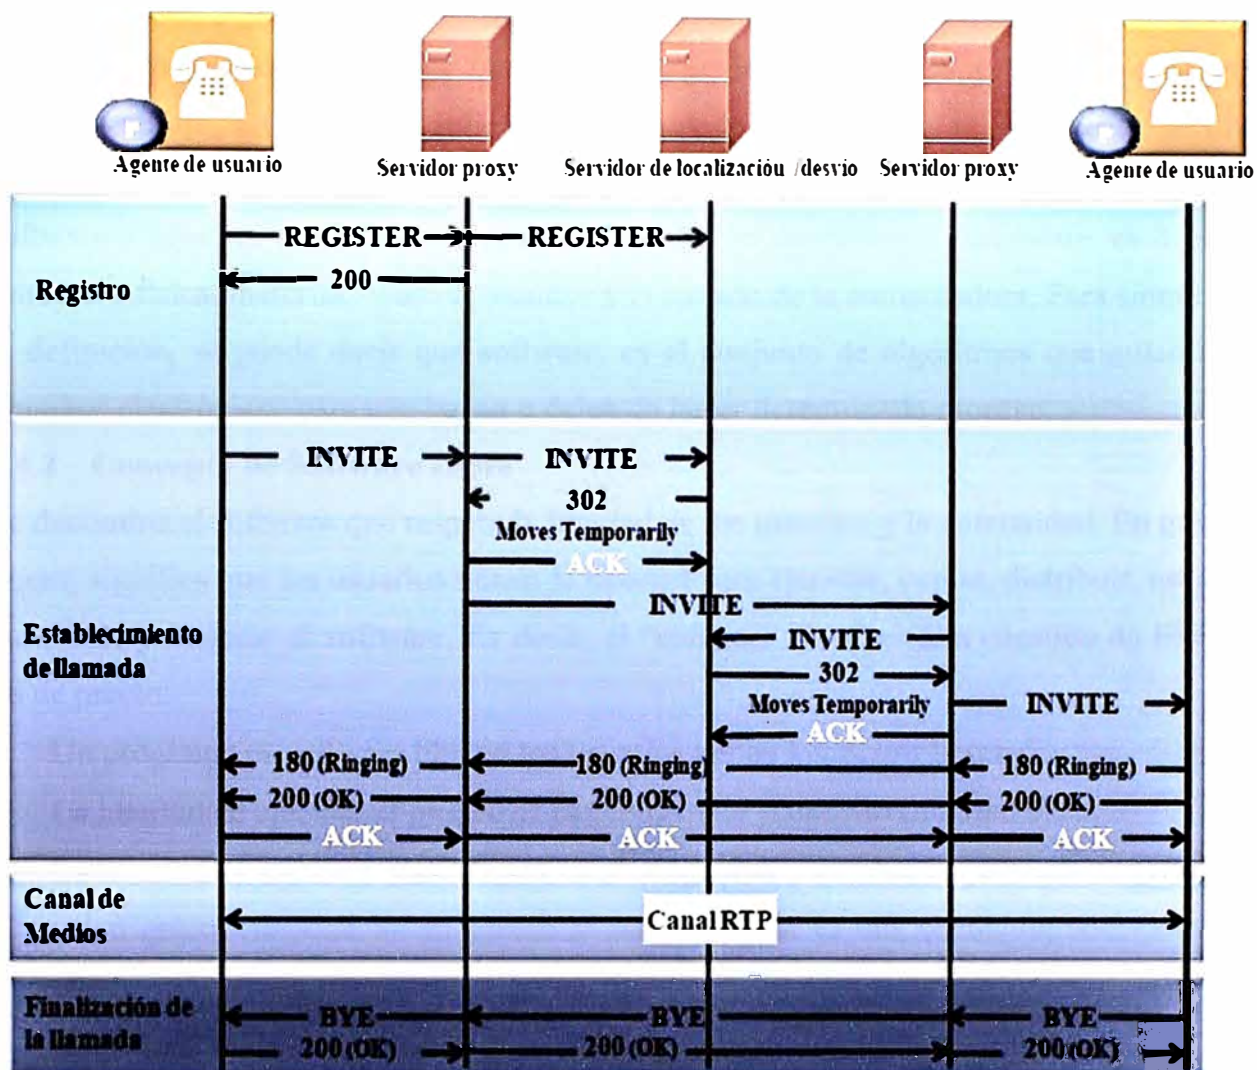 Agente de usuario
Servidor proxy
Servidor de localización /desvío
Servidor proxy
Agente de usuario
Registro
REGISTER
REGISTER
200
Establecimiento
de llamada
INVITE
INVITE
302
Moves Temporarily
ACK
INVITE
INVITE
302
Moves Temporarily
INVITE
ACK
180 (Ringing)
180 (Ringing)
180 (Ringing)
200 (OK)
200 (OK)
200 (OK)
ACK
ACK
ACK
Canal de
Medios
Canal RTP
Finalización de
la llamada
BYE
BYE
BYE
200 (OK)
200 (OK)
200 (OK)